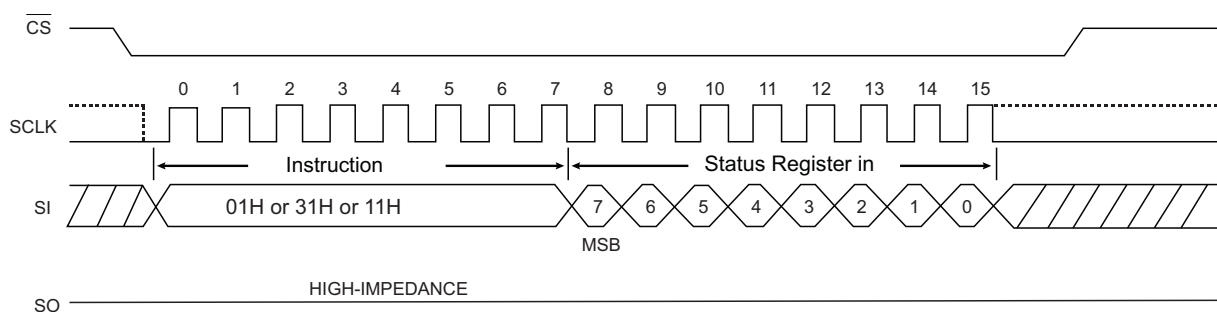 CS
0 1 2 3 4 5 6 7 8 9 10 11 12 13 14 15
SCLK
Instruction Status Register in
SI 01H or 31H or 11H 7 6 5 4 3 2 1 0
MSB
HIGH-IMPEDANCE
SO